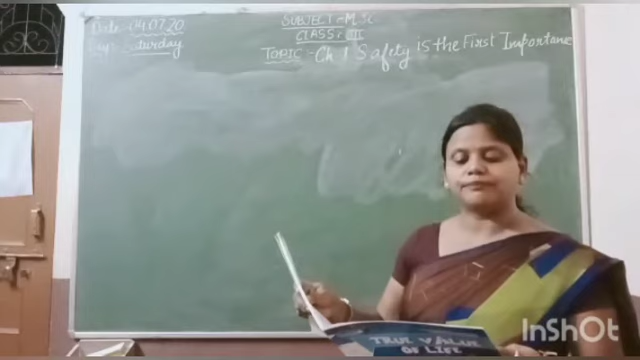 Date:- 04.07.20
Day:- Saturday
SUBJECT:- M.Sc
CLASS: III
TOPIC:- Ch 1 Safety is the First Importance
TRUE VALUE
OF LIFE
InShOt